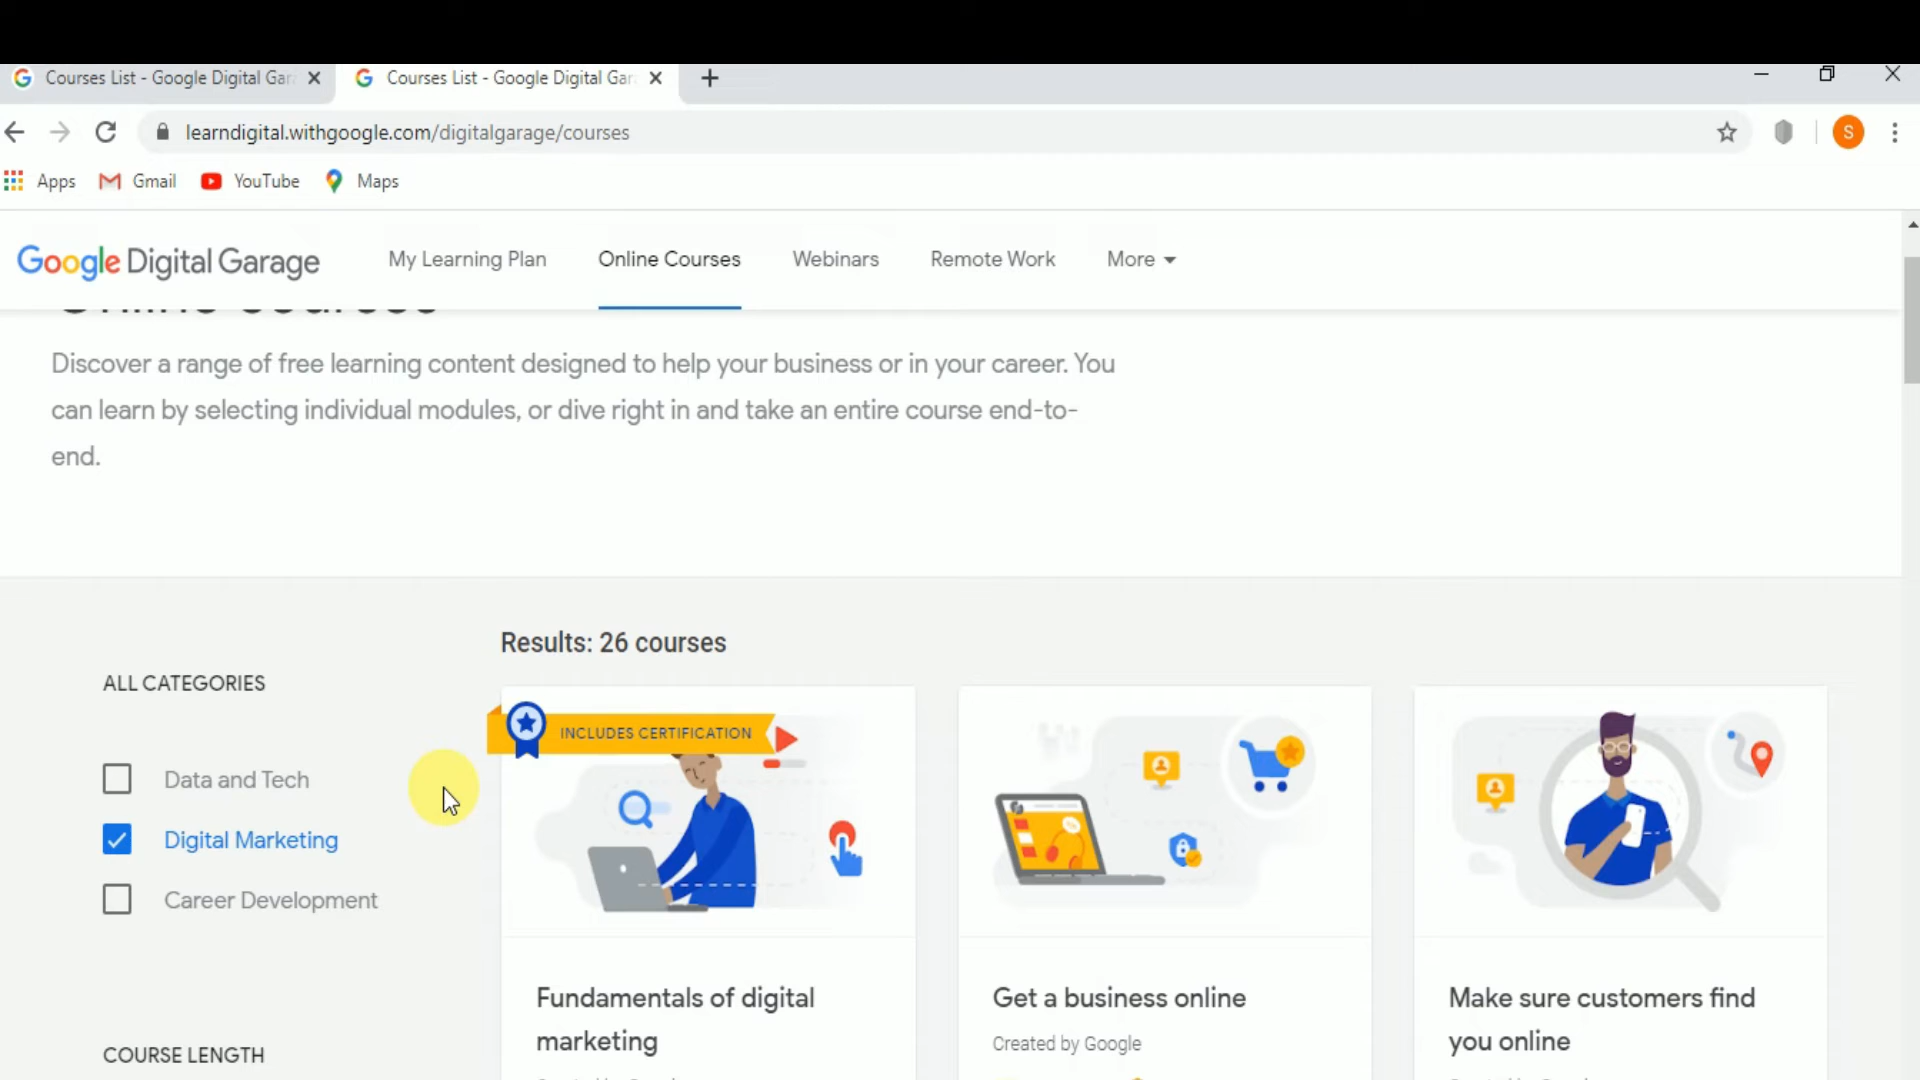 Courses List - Google Digital Gar
Courses List - Google Digital Gar
learndigital.withgoogle.com/digitalgarage/courses
S
Apps
Gmail
YouTube
Maps
Google Digital Garage
My Learning Plan
Online Courses
Webinars
Remote Work
More
Online Courses
Discover a range of free learning content designed to help your business or in your career. You
can learn by selecting individual modules, or dive right in and take an entire course end-to-
end.
Results: 26 courses
ALL CATEGORIES
Data and Tech
Digital Marketing
Career Development
COURSE LENGTH
INCLUDES CERTIFICATION
Fundamentals of digital
marketing
Get a business online
Created by Google
Make sure customers find
you online